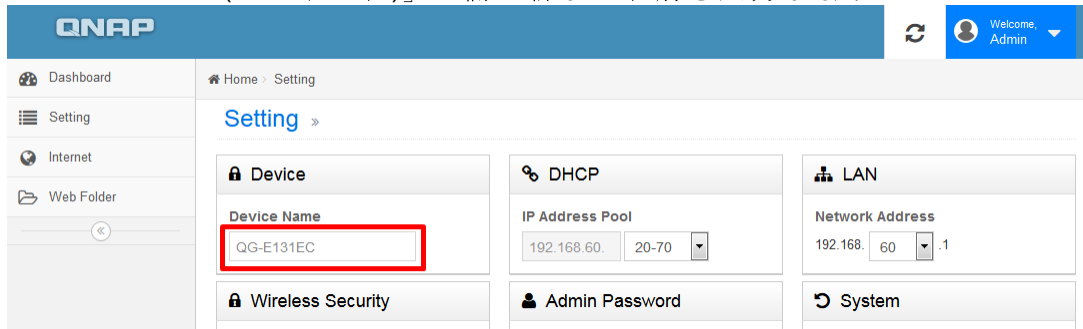 QNAP
Welcome,
Admin
Dashboard
Home > Setting
Setting
Setting »
Internet
Device
DHCP
LAN
Web Folder
Device Name
IP Address Pool
Network Address
QG-E131EC
192.168.60. 20-70
192.168. 60 .1
Wireless Security
Admin Password
System